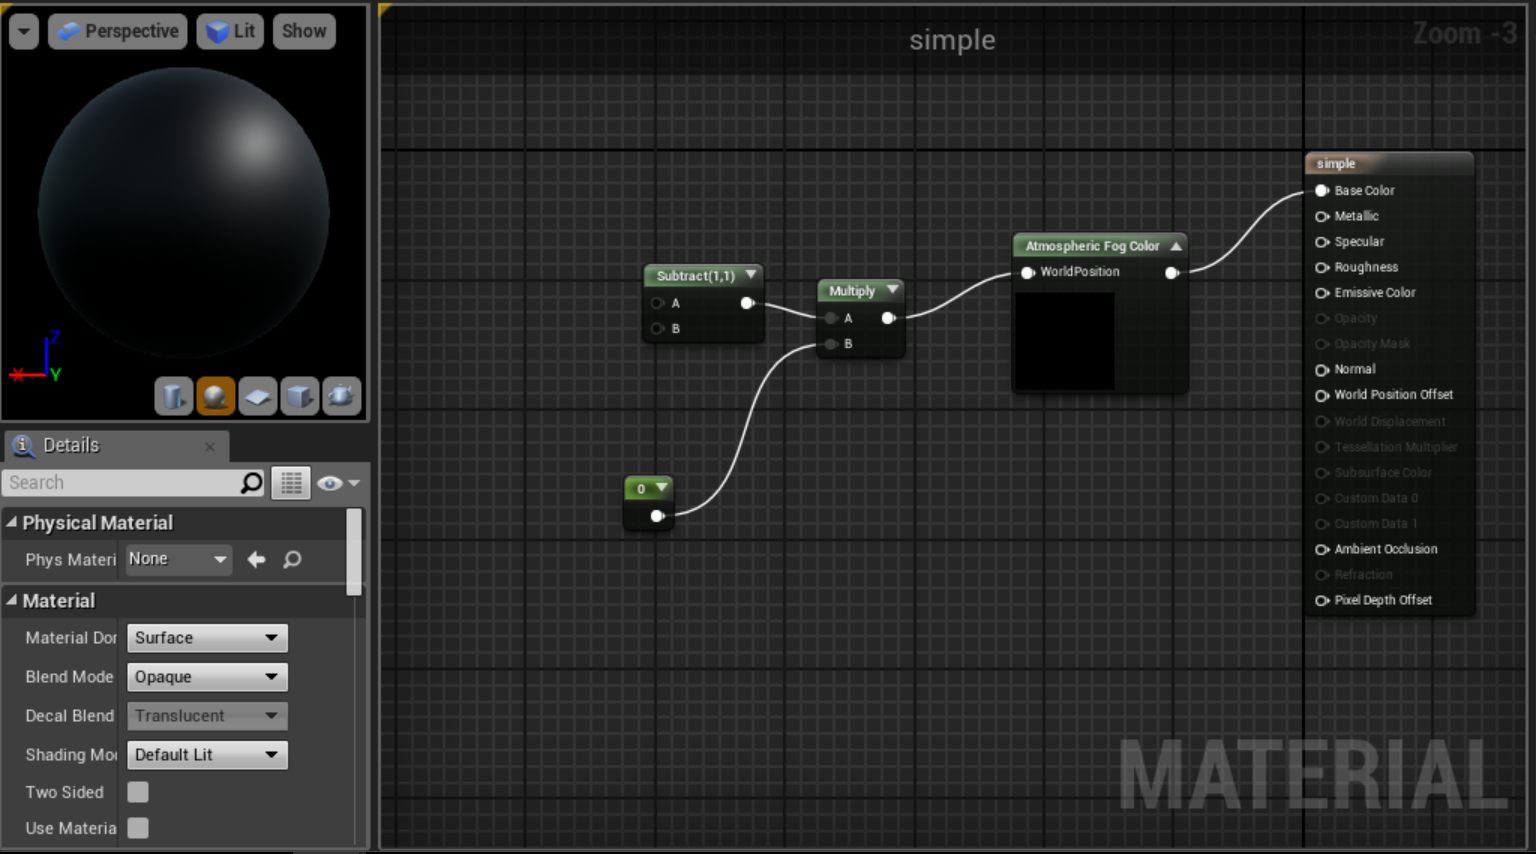 Perspective
Lit
Show
Z
X
Y
Details
Search
Physical Material
Phys Materi
None
Material
Material Dor
Surface
Blend Mode
Opaque
Decal Blend
Translucent
Shading Mo
Default Lit
Two Sided
Use Materia
simple
Zoom -3
Subtract(1,1)
A
B
Multiply
A
B
0
Atmospheric Fog Color
WorldPosition
simple
Base Color
Metallic
Specular
Roughness
Emissive Color
Opacity
Opacity Mask
Normal
World Position Offset
World Displacement
Tessellation Multiplier
Subsurface Color
Custom Data 0
Custom Data 1
Ambient Occlusion
Refraction
Pixel Depth Offset
MATERIAL